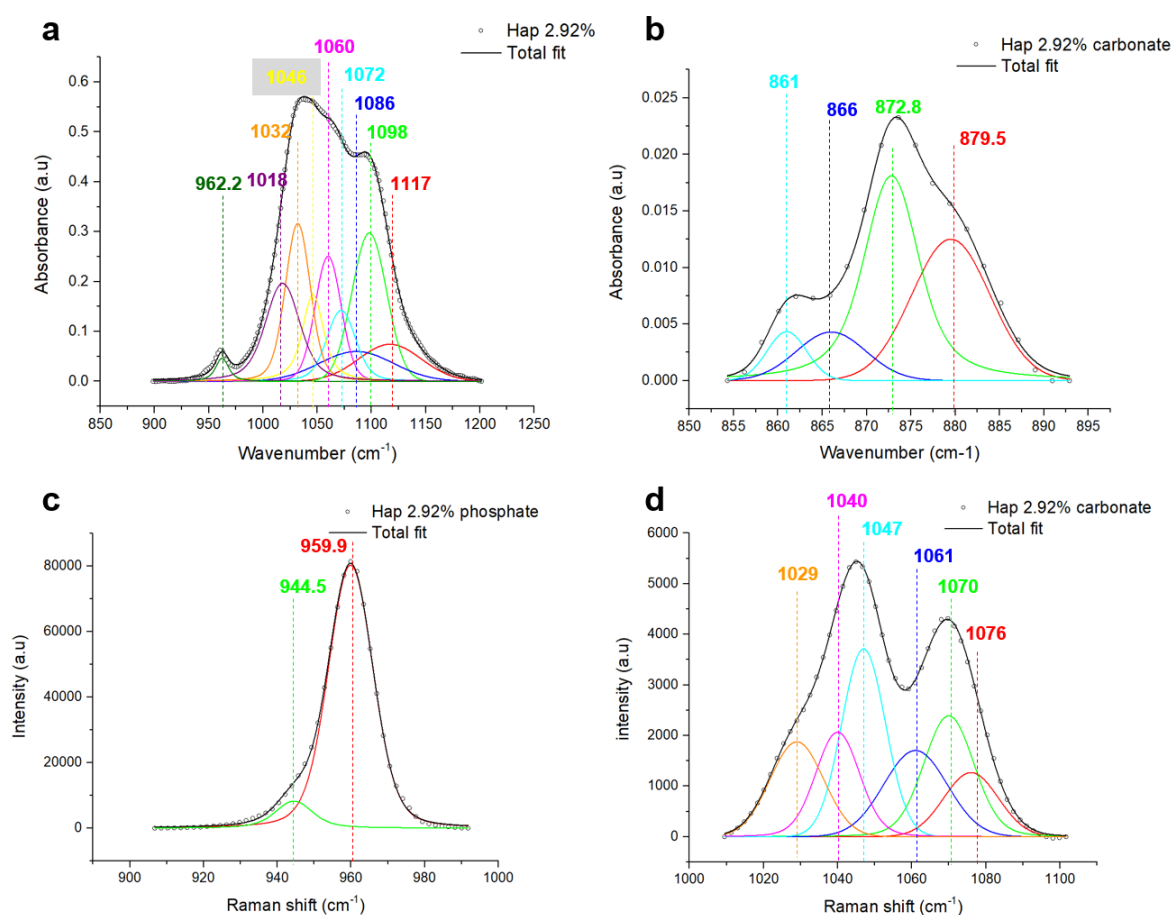 a
Hap 2.92%
Total fit
1060
1046
1072
1032
1086
1098
962.2
1018
1117
Absorbance (a.u)
0.6
0.5
0.4
0.3
0.2
0.1
0.0
900 950 1000 1050 1100 1150 1200 1250
Wavenumber (cm-1)
b
Hap 2.92% carbonate
Total fit
861
866
872.8
879.5
Absorbance (a.u)
0.025
0.020
0.015
0.010
0.005
0.000
855 860 865 870 875 880 885 890 895
Wavenumber (cm-1)
c
Hap 2.92% phosphate
Total fit
959.9
944.5
Intensity (a.u)
80000
60000
40000
20000
0
900 920 940 960 980 1000
Raman shift (cm-1)
d
Hap 2.92% carbonate
Total fit
1040
1047
1029
1061
1070
1076
intensity (a.u)
6000
5000
4000
3000
2000
1000
0
1000 1020 1040 1060 1080 1100
Raman shift (cm-1)